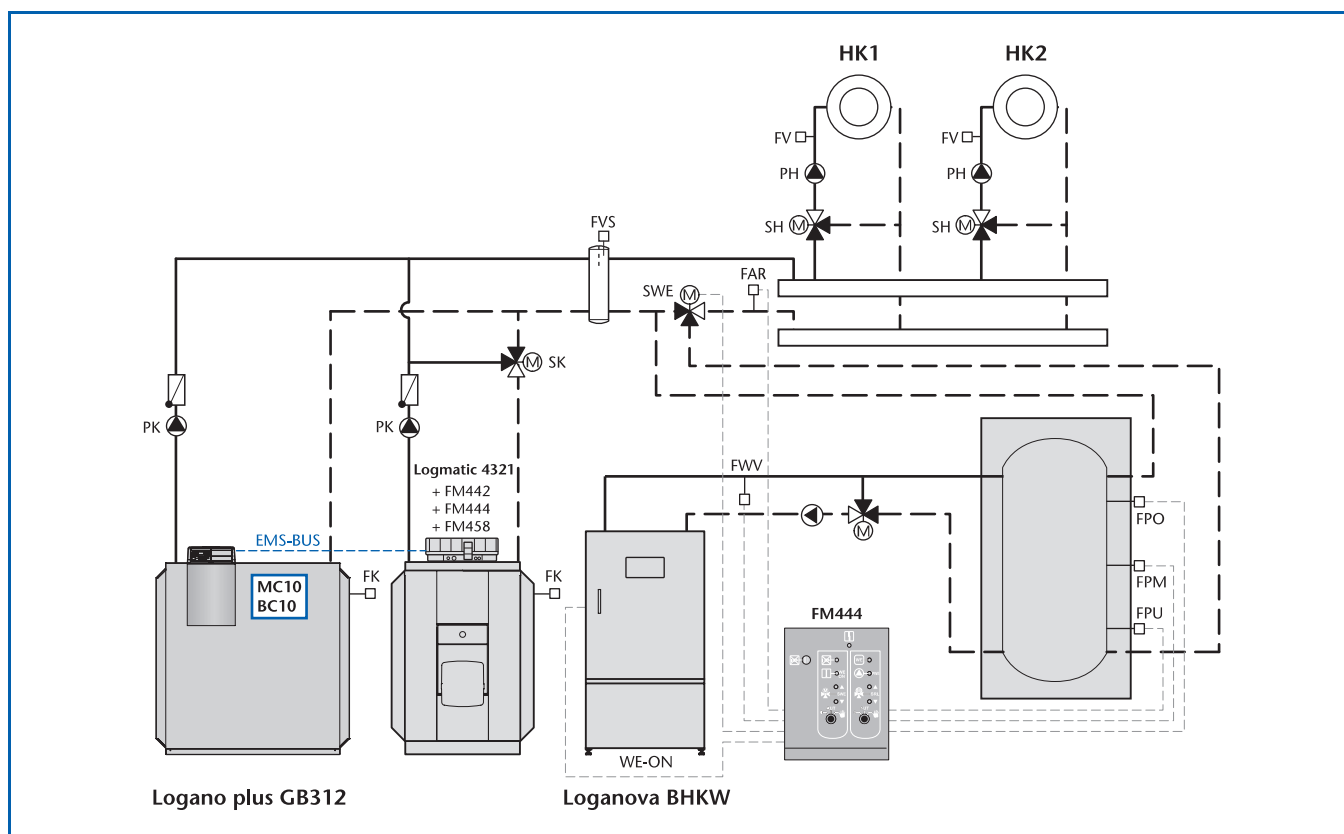 HK1
HK2
FV
FV
PH
PH
SH
M
SH
M
FVS
FAR
SWE
M
M
SK
PK
PK
Logmatic 4321
+ FM442
+ FM444
+ FM458
FWV
M
FPO
FPM
FPU
EMS-BUS
MC10
BC10
FK
FK
FM444
WE-ON
Logano plus GB312
Loganova BHKW